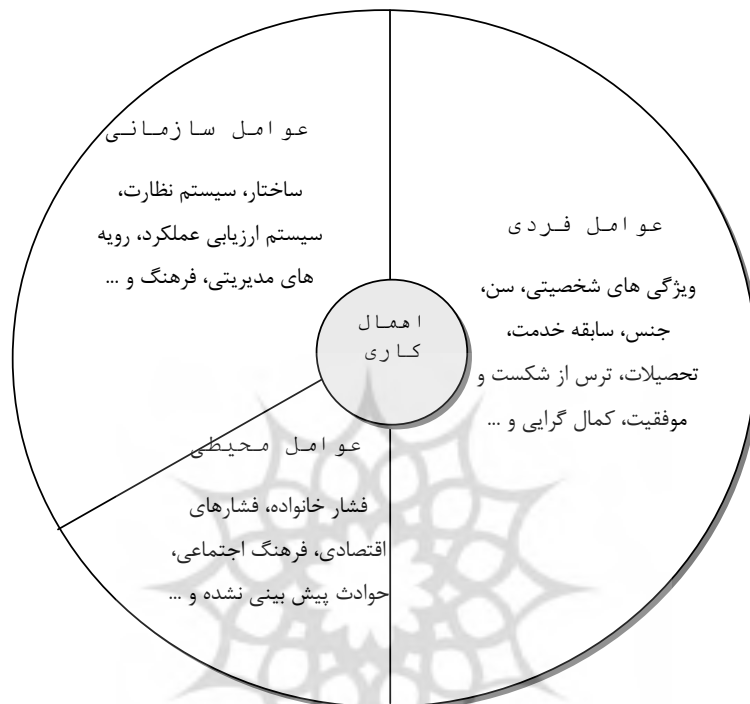 عوامل سازمانی
ساختار، سیستم نظارت،
سیستم ارزیابی عملکرد، رویه
های مدیریتی، فرهنگ و ...
عوامل فردی
ویژگی های شخصیتی، سن،
جنس، سابقه خدمت،
تحصیلات، ترس از شکست و
موفقیت، کمال گرایی و ...
اهمال
کاری
عوامل محیطی
فشار خانواده، فشارهای
اقتصادی، فرهنگ اجتماعی،
حوادث پیش بینی نشده و ...